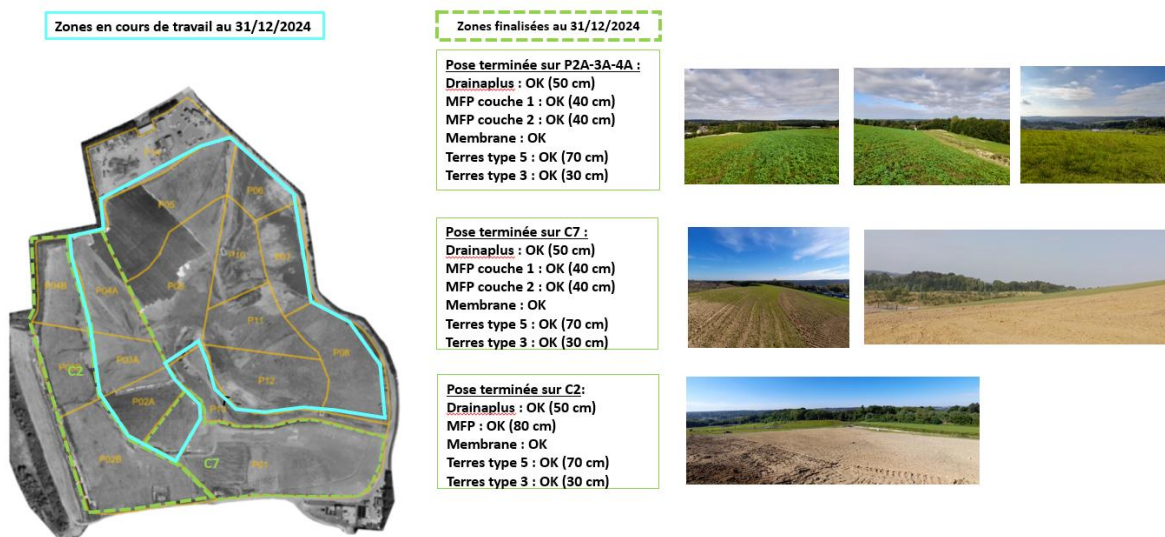 Zones en cours de travail au 31/12/2024
Zones finalisées au 31/12/2024
Pose terminée sur P2A-3A-4A :
Drainaplus : OK (50 cm)
MFP couche 1 : OK (40 cm)
MFP couche 2 : OK (40 cm)
Membrane : OK
Terres type 5 : OK (70 cm)
Terres type 3 : OK (30 cm)
Pose terminée sur C7 :
Drainaplus : OK (50 cm)
MFP couche 1 : OK (40 cm)
MFP couche 2 : OK (40 cm)
Membrane : OK
Terres type 5 : OK (70 cm)
Terres type 3 : OK (30 cm)
Pose terminée sur C2:
Drainaplus : OK (50 cm)
MFP : OK (80 cm)
Membrane : OK
Terres type 5 : OK (70 cm)
Terres type 3 : OK (30 cm)
P06
P05
P10
P04B
P04A
P11
P08
C2
P03A
P12
P02A
P02B
C7
P01